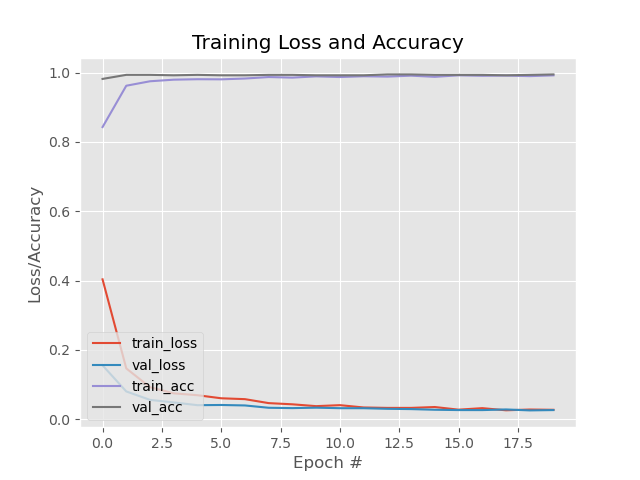 Training Loss and Accuracy
1.0
0.8
0.6
0.4
0.2
0.0
Loss/Accuracy
train_loss
val_loss
train_acc
val_acc
0.0 2.5 5.0 7.5 10.0 12.5 15.0 17.5
Epoch #